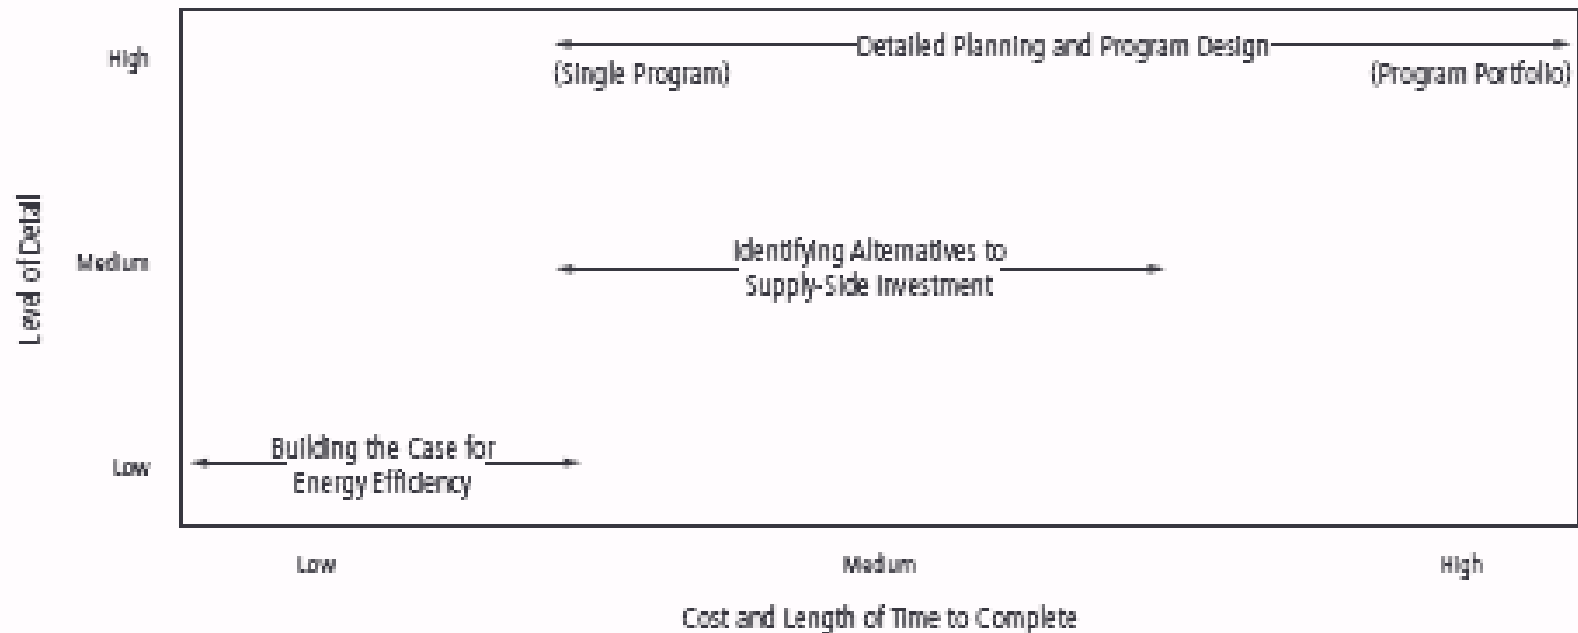 High
Detailed Planning and Program Design
(Single Program)
(Program Portfolio)
Level of Detail
Medium
Identifying Alternatives to
Supply-Side Investment
Low
Building the Case for
Energy Efficiency
Low
Medium
High
Cost and Length of Time to Complete